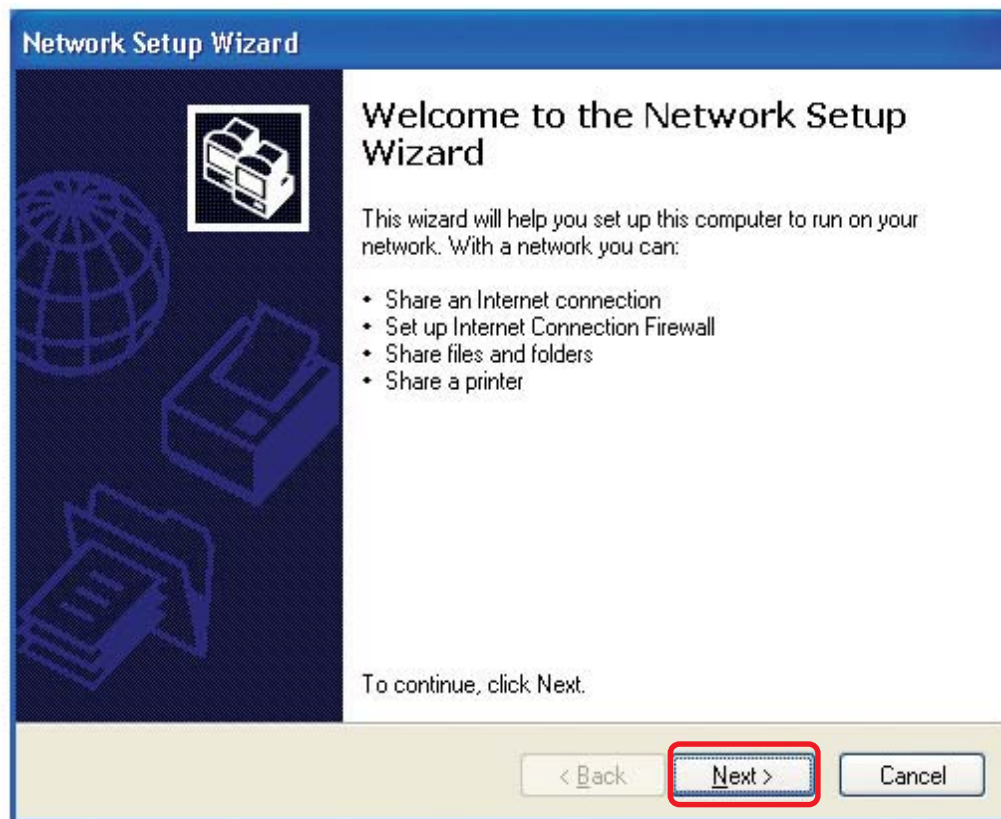 Network Setup Wizard
Welcome to the Network Setup
Wizard
This wizard will help you set up this computer to run on your
network. With a network you can:
• Share an Internet connection
• Set up Internet Connection Firewall
• Share files and folders
• Share a printer
To continue, click Next.
< Back
Next >
Cancel